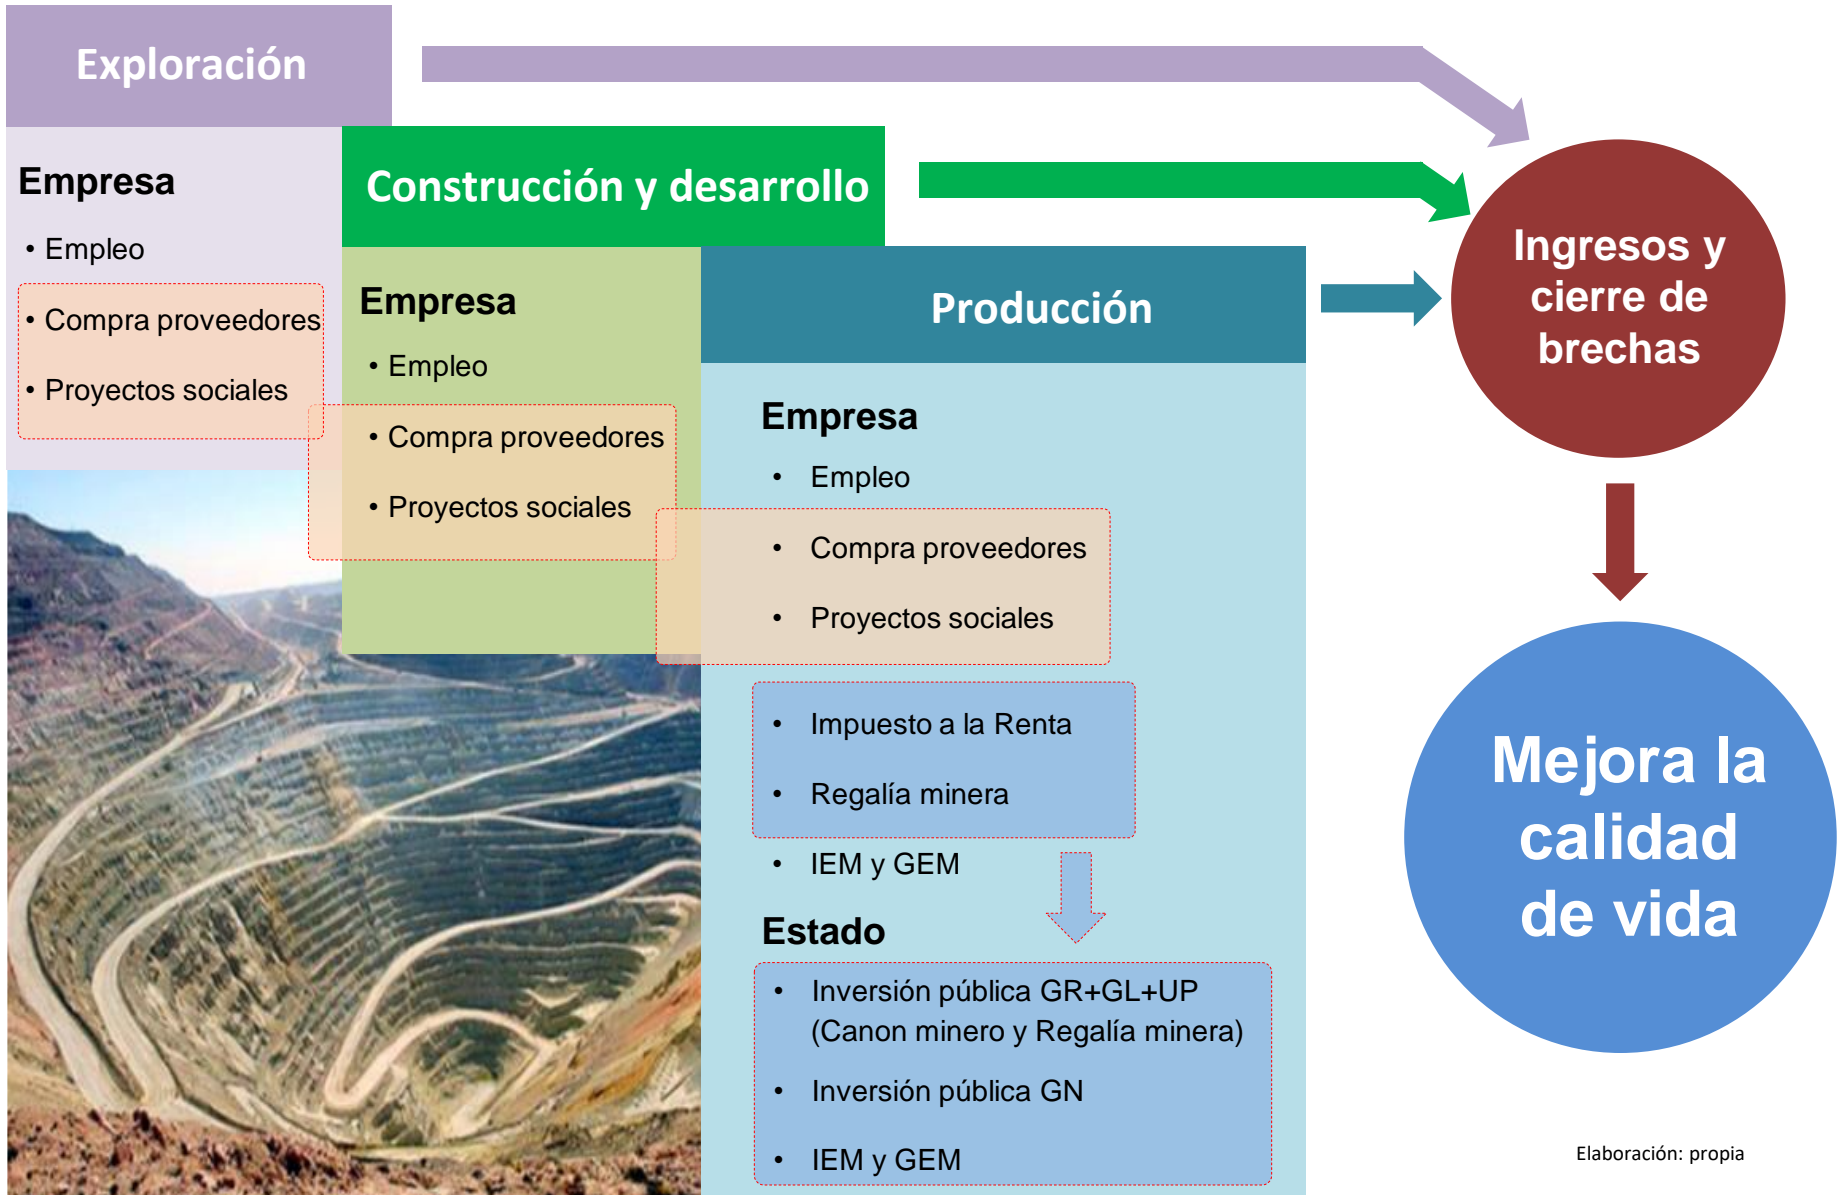 Exploración
Empresa
• Empleo
• Compra proveedores
• Proyectos sociales
Construcción y desarrollo
Empresa
• Empleo
• Compra proveedores
• Proyectos sociales
Producción
Empresa
• Empleo
• Compra proveedores
• Proyectos sociales
• Impuesto a la Renta
• Regalía minera
• IEM y GEM
Estado
• Inversión pública GR+GL+UP
(Canon minero y Regalía minera)
• Inversión pública GN
• IEM y GEM
Ingresos y
cierre de
brechas
Mejora la
calidad
de vida
Elaboración: propia